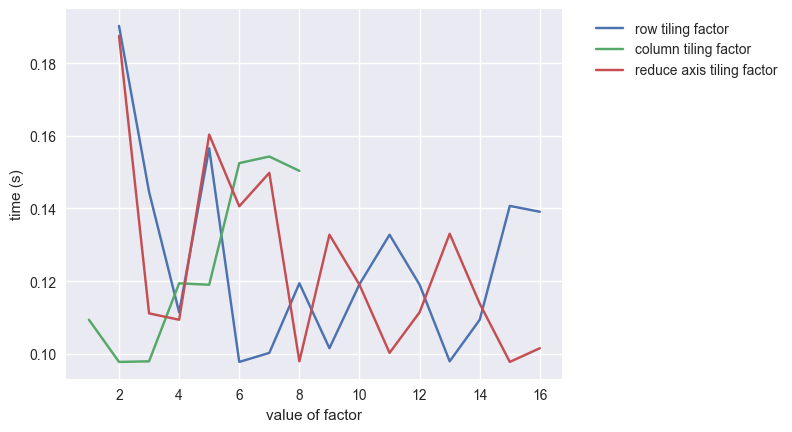 row tiling factor
column tiling factor
reduce axis tiling factor
0.18
0.16
0.14
0.12
0.10
time (s)
2 4 6 8 10 12 14 16
value of factor